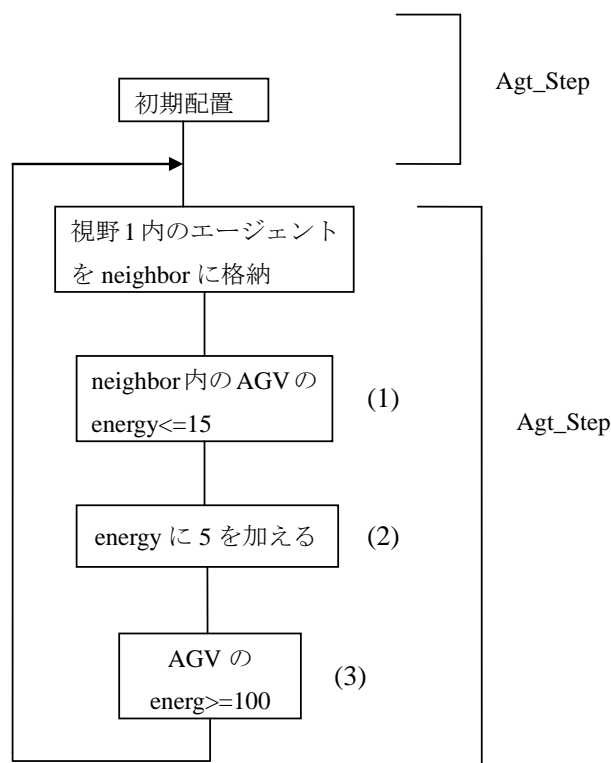 Agt_Step
初期配置
視野1内のエージェント
をneighborに格納
neighbor内のAGVの
energy<=15
(1)
Agt_Step
energyに5を加える
(2)
AGVの
energ>=100
(3)